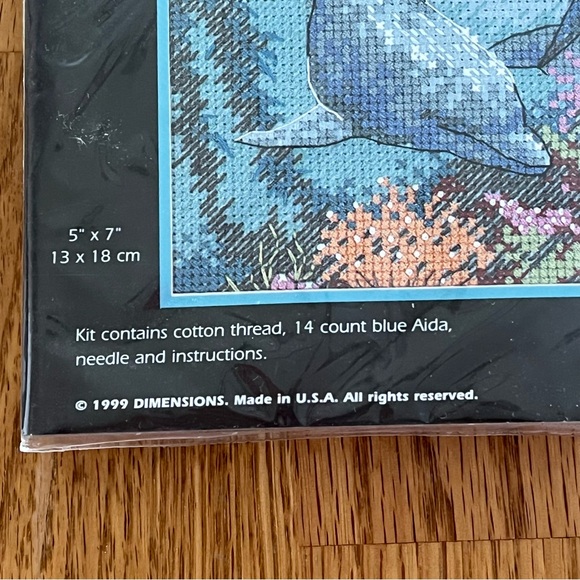 5" x 7"
13 x 18 cm
Kit contains cotton thread, 14 count blue Aida,
needle and instructions.
© 1999 DIMENSIONS. Made in U.S.A. All rights reserved.